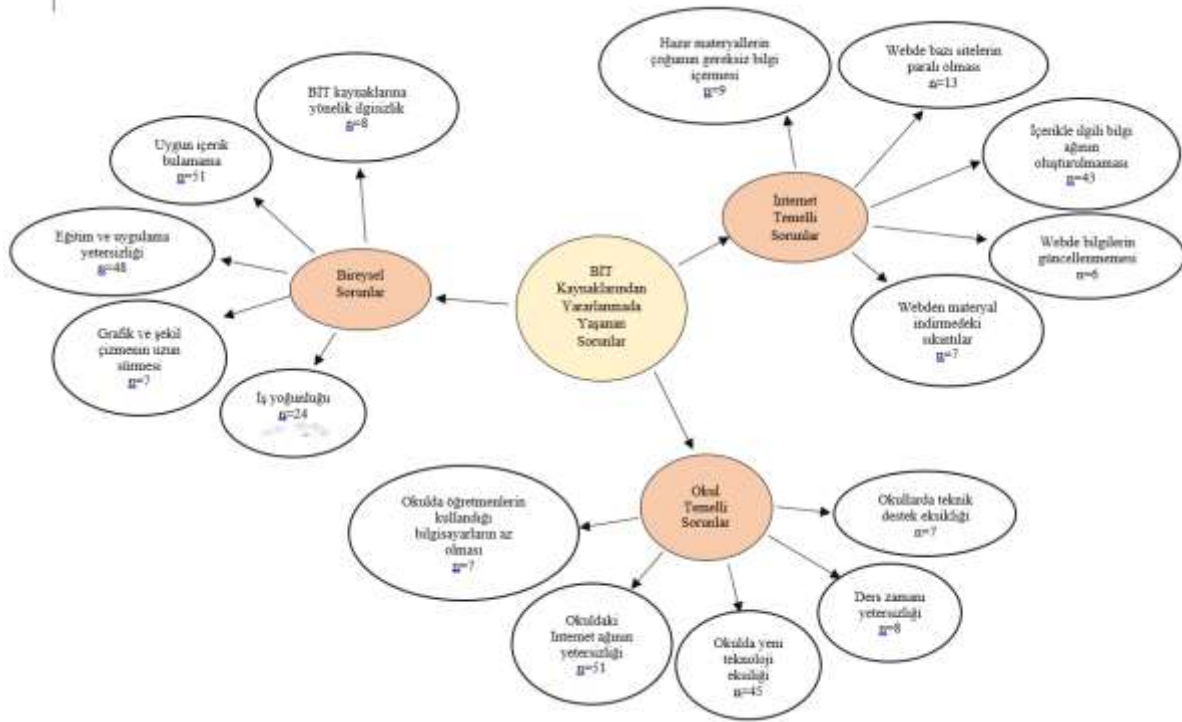 BİT
Kaynaklarından
Yararlanmada
Yaşanan
Sorunlar
Bireysel
Sorunlar
BİT kaynaklarına
yönelik ilgisizlik
n=8
Uygun içerik
bulamama
n=51
Eğitim ve uygulama
yetersizliği
n=48
Grafik ve şekil
çizmenin uzun
sürmesi
n=7
İş yoğunluğu
n=24
İnternet
Temelli
Sorunlar
Hazır materyallerin
çoğunun gereksiz bilgi
içermesi
n=9
Webde bazı sitelerin
paralı olması
n=13
İçerikle ilgili bilgi
ağının
oluşturulmaması
n=43
Webde bilgilerin
güncellenmemesi
n=6
Webden materyal
indirmedeki
sıkıntılar
n=7
Okul
Temelli
Sorunlar
Okulda öğretmenlerin
kullandığı
bilgisayarların az
olması
n=7
Okuldaki
İnternet ağının
yetersizliği
n=51
Okulda yeni
teknoloji
eksiliği
n=45
Ders zamanı
yetersizliği
n=8
Okullarda teknik
destek eksikliği
n=7